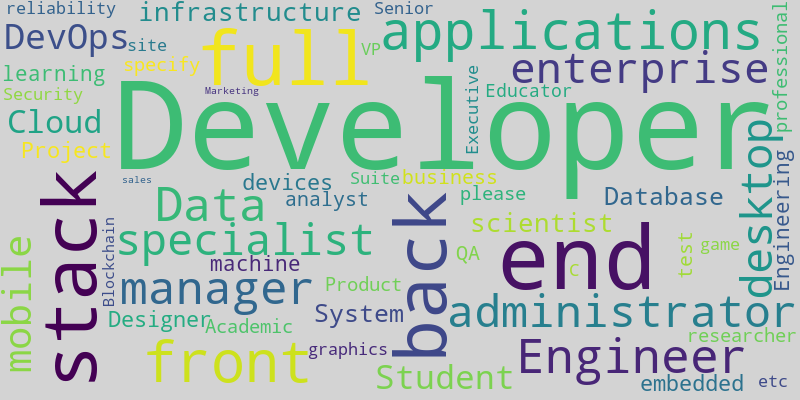 reliability
infrastructure
Senior
DevOps
site
full
VP
applications
professional
learning
specify
enterprise
Security
Marketing
Executive
Educator
Cloud
Developer
Project
sales
devices
Suite
business
please
desktop
stack
Data
analyst
back
Database
Engineering
specialist
scientist
Blockchain
machine
QA
end
test
game
mobile
manager
Product
C
Designer
Academic
System
administrator
front
graphics
Engineer
researcher
Student
embedded
etc